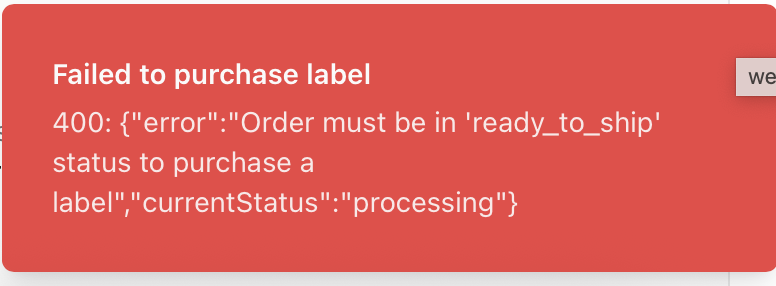 Failed to purchase label
we
400: {"error":"Order must be in 'ready_to_ship'
status to purchase a
label","currentStatus":"processing"}